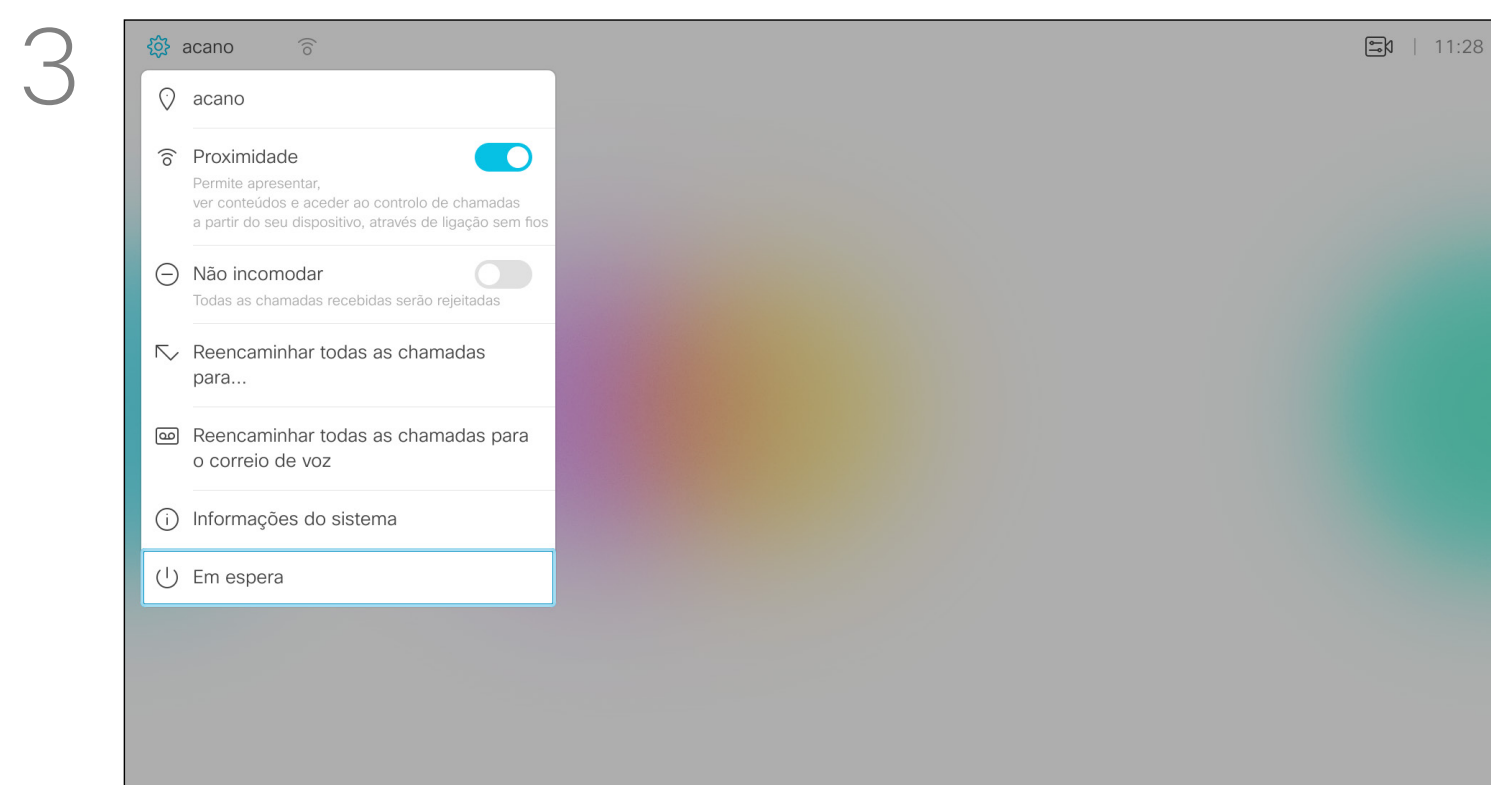 3
acano
11:28
acano
Proximidade
Permite apresentar,
ver conteúdos e aceder ao controlo de chamadas
a partir do seu dispositivo, através de ligação sem fios
Não incomodar
Todas as chamadas recebidas serão rejeitadas
Reencaminhar todas as chamadas
para...
Reencaminhar todas as chamadas para
o correio de voz
Informações do sistema
Em espera